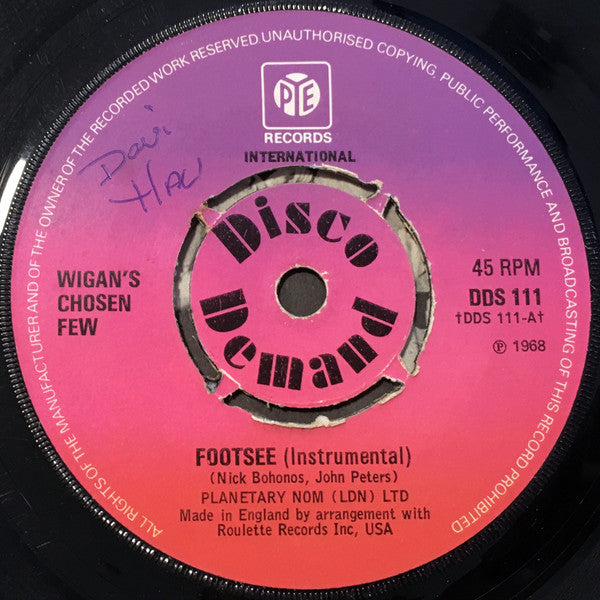 ALL RIGHTS OF THE MANUFACTURER AND OF THE OWNER OF THE RECORDED WORK RESERVED. UNAUTHORISED COPYING, PUBLIC PERFORMANCE AND BROADCASTING OF THIS RECORD PROHIBITED
PYE
RECORDS
INTERNATIONAL
Disco
Demand
WIGAN'S
CHOSEN
FEW
45 RPM
DDS 111
†DDS 111-A†
℗ 1968
FOOTSEE (Instrumental)
(Nick Bohonos, John Peters)
PLANETARY NOM (LDN) LTD
Made in England by arrangement with
Roulette Records Inc, USA